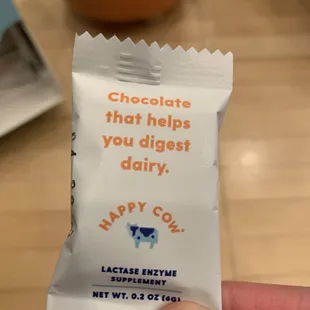 Chocolate
that helps
you digest
dairy.
HAPPY COW
LACTASE ENZYME
SUPPLEMENT
NET WT. 0.2 OZ (6G)